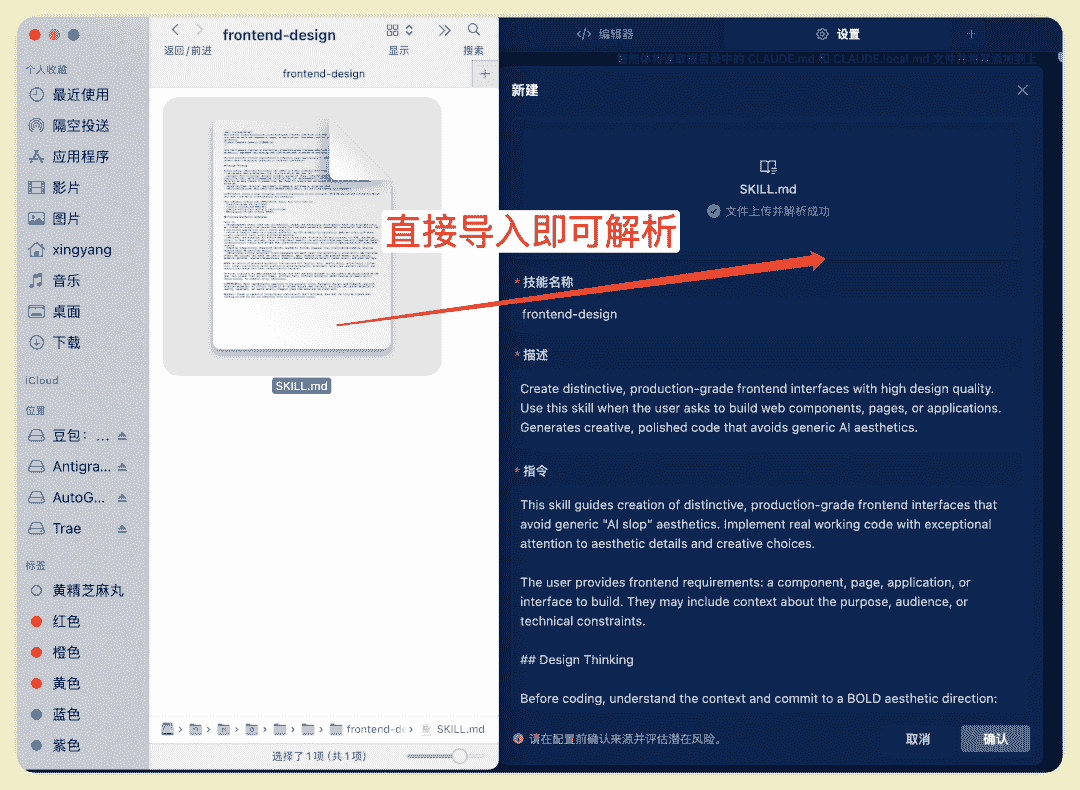 个人收藏
最近使用
隔空投送
应用程序
影片
图片
xingyang
音乐
桌面
下载
iCloud
位置
豆包：...
Antigra...
AutoG...
Trae
标签
黄精芝麻丸
红色
橙色
黄色
蓝色
紫色
返回/前进
frontend-design
显示
搜索
frontend-design
SKILL.md
直接导入即可解析
SKILL.md
选择了 1 项 (共 1 项)
</> 编辑器
设置
CLAUDE.md 和 CLAUDE.local.md
新建
SKILL.md
文件上传并解析成功
* 技能名称
frontend-design
* 描述
Create distinctive, production-grade frontend interfaces with high design quality.
Use this skill when the user asks to build web components, pages, or applications.
Generates creative, polished code that avoids generic AI aesthetics.
* 指令
This skill guides creation of distinctive, production-grade frontend interfaces that
avoid generic "AI slop" aesthetics. Implement real working code with exceptional
attention to aesthetic details and creative choices.
The user provides frontend requirements: a component, page, application, or
interface to build. They may include context about the purpose, audience, or
technical constraints.
## Design Thinking
Before coding, understand the context and commit to a BOLD aesthetic direction:
请在配置前确认来源并评估潜在风险。
取消
确认